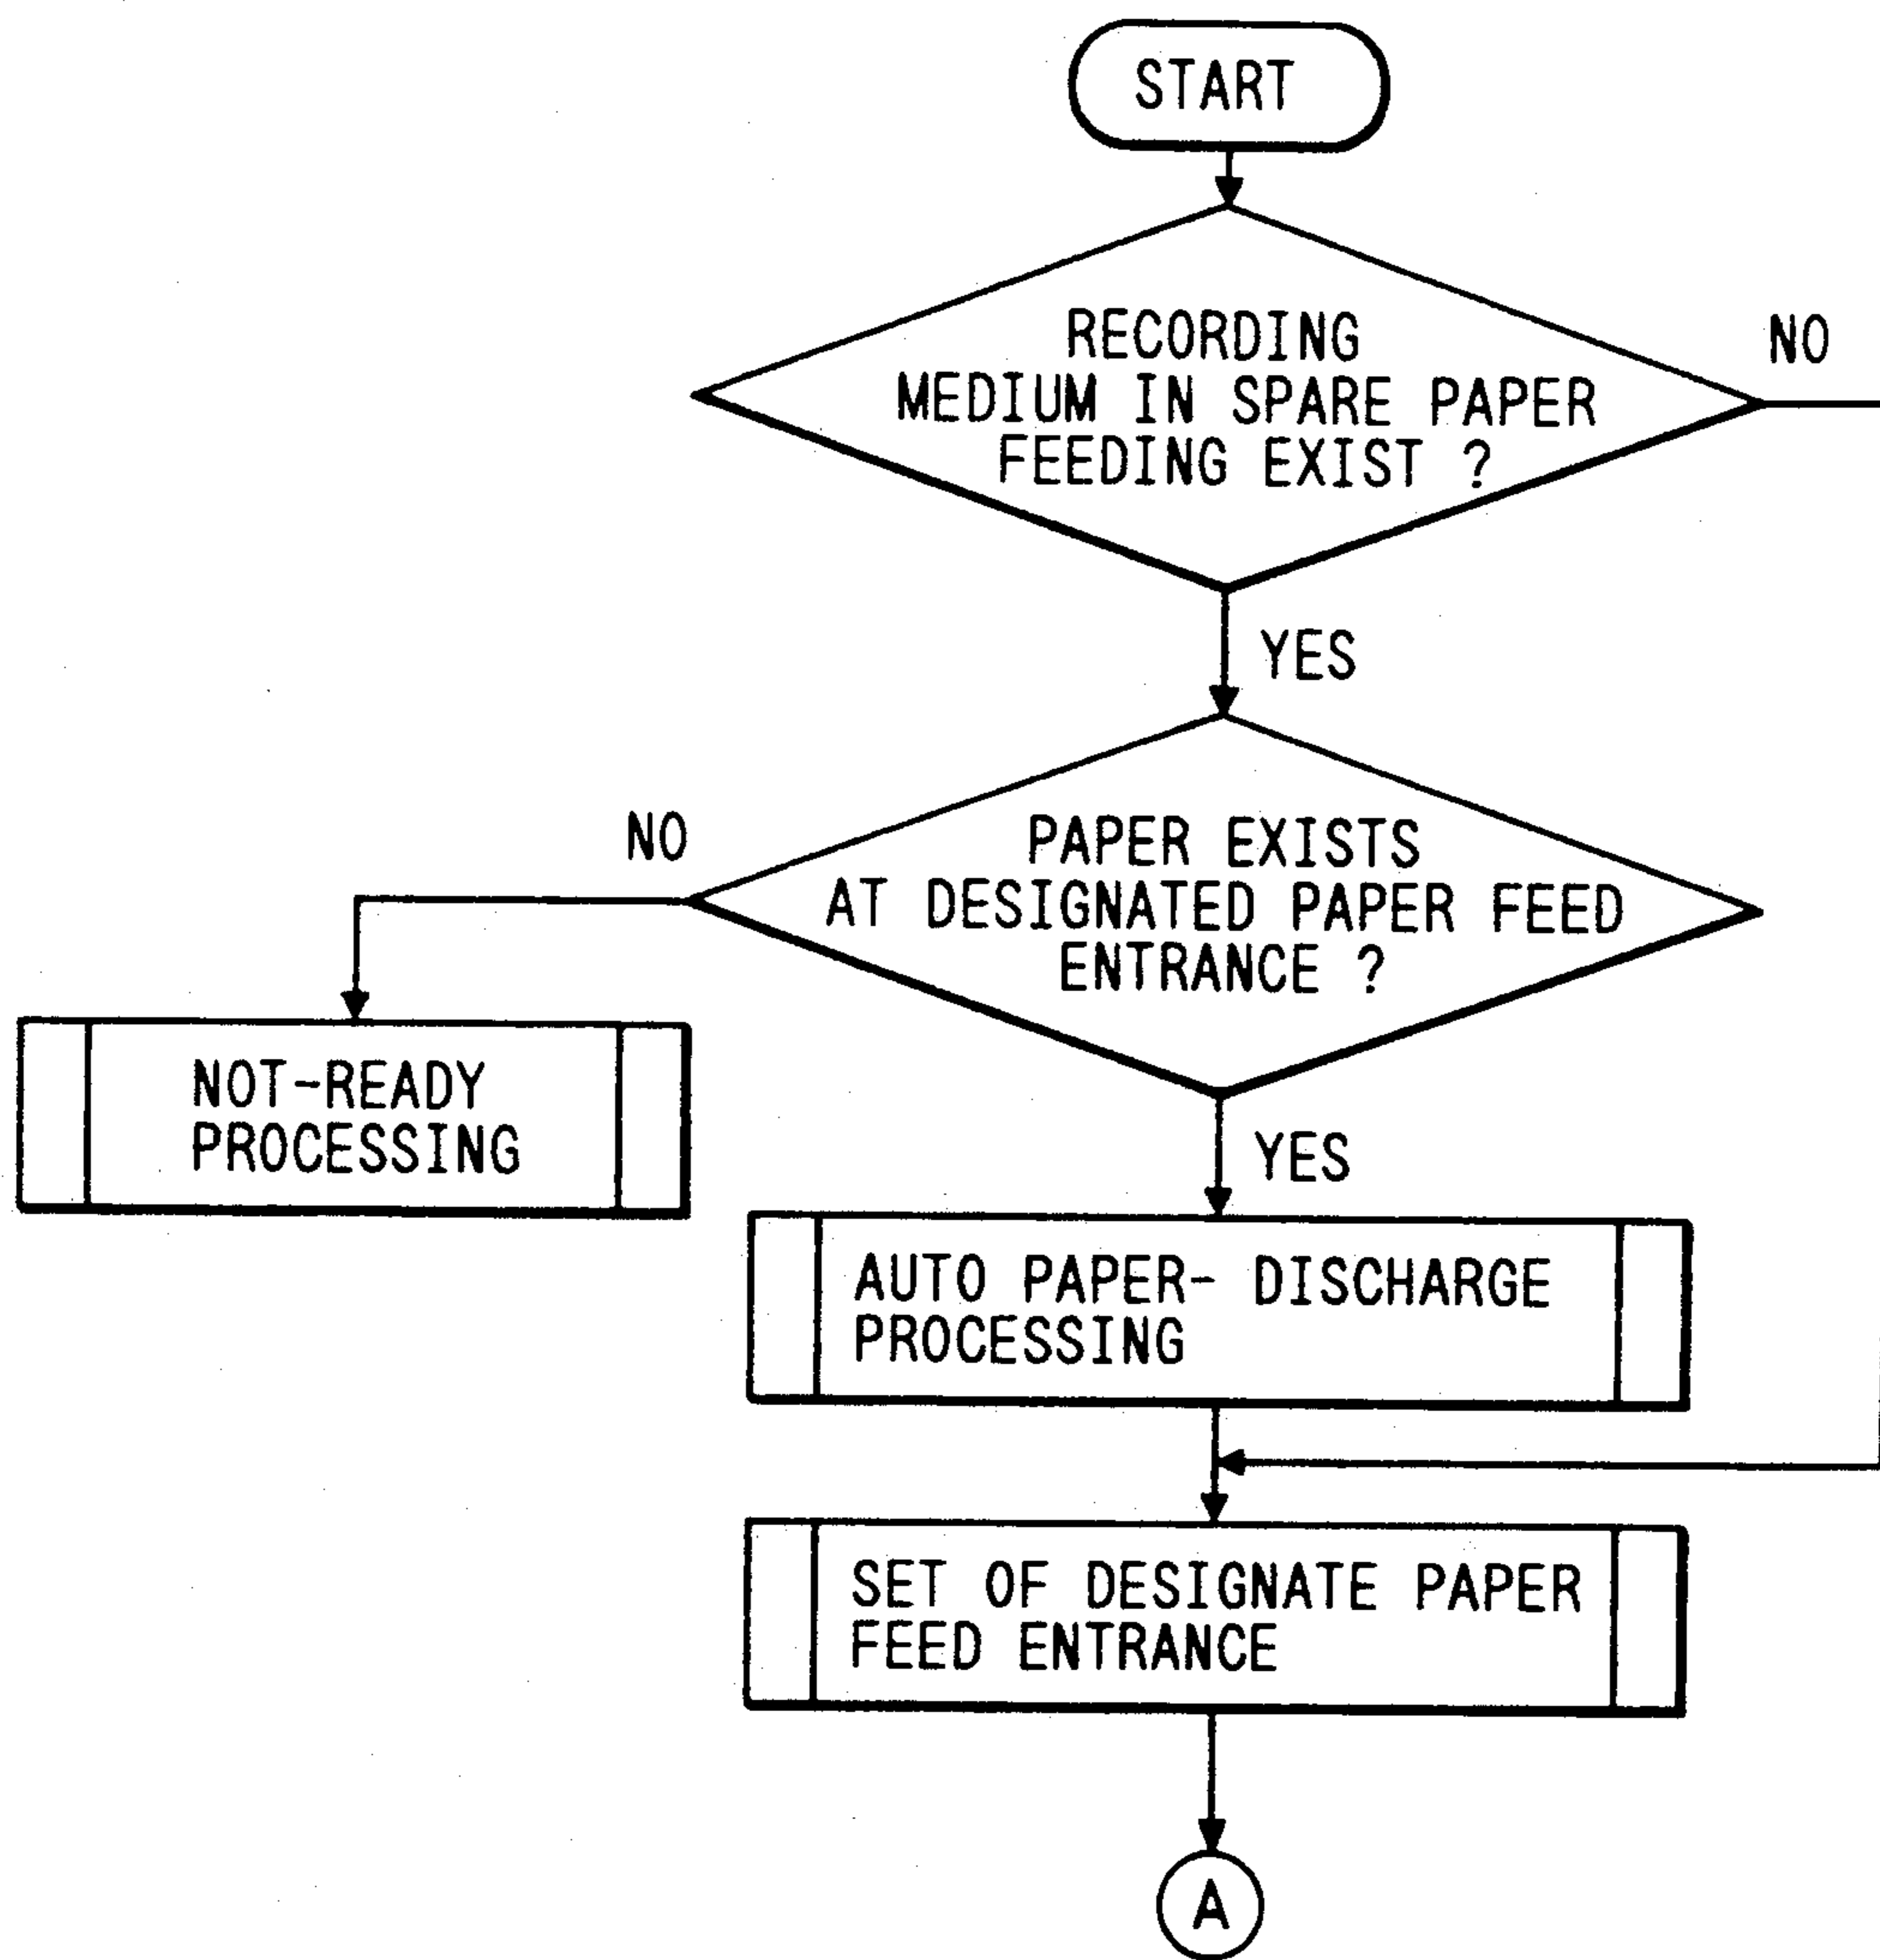 START
RECORDING
MEDIUM IN SPARE PAPER
FEEDING EXIST ?
NO
YES
PAPER EXISTS
AT DESIGNATED PAPER FEED
ENTRANCE ?
NO
NOT-READY
PROCESSING
YES
AUTO PAPER- DISCHARGE
PROCESSING
SET OF DESIGNATE PAPER
FEED ENTRANCE
A